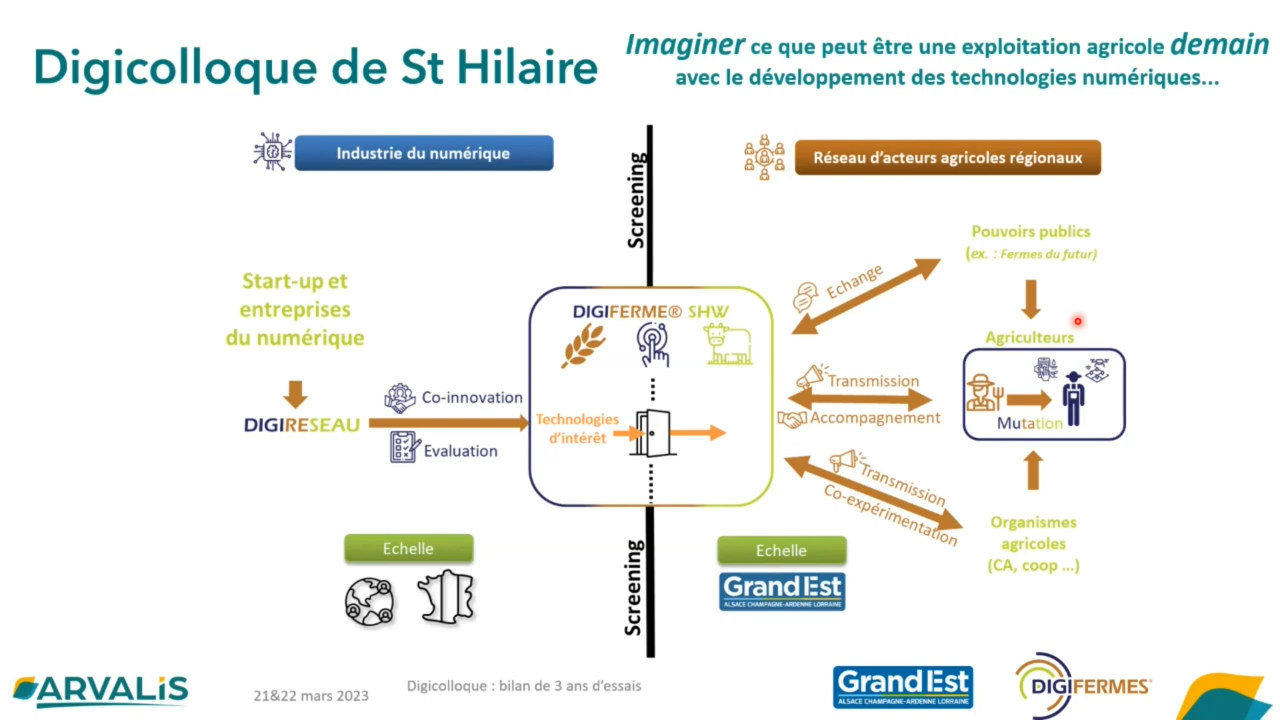 Digicolloque de St Hilaire
Imaginer ce que peut être une exploitation agricole demain
avec le développement des technologies numériques...
Industrie du numérique
Screening
Réseau d'acteurs agricoles régionaux
Start-up et
entreprises
du numérique
DIGIRESEAU
Co-innovation
Evaluation
DIGIFERME® SHW
Technologies
d'intérêt
Echange
Transmission
Accompagnement
Transmission
Co-expérimentation
Pouvoirs publics
(ex. : Fermes du futur)
Agriculteurs
Mutation
Organismes
agricoles
(CA, coop ...)
Echelle
Screening
Echelle
GrandEst
ALSACE CHAMPAGNE-ARDENNE LORRAINE
ARVALIS
21&22 mars 2023
Digicolloque : bilan de 3 ans d'essais
GrandEst
ALSACE CHAMPAGNE-ARDENNE LORRAINE
DIGIFERMES®